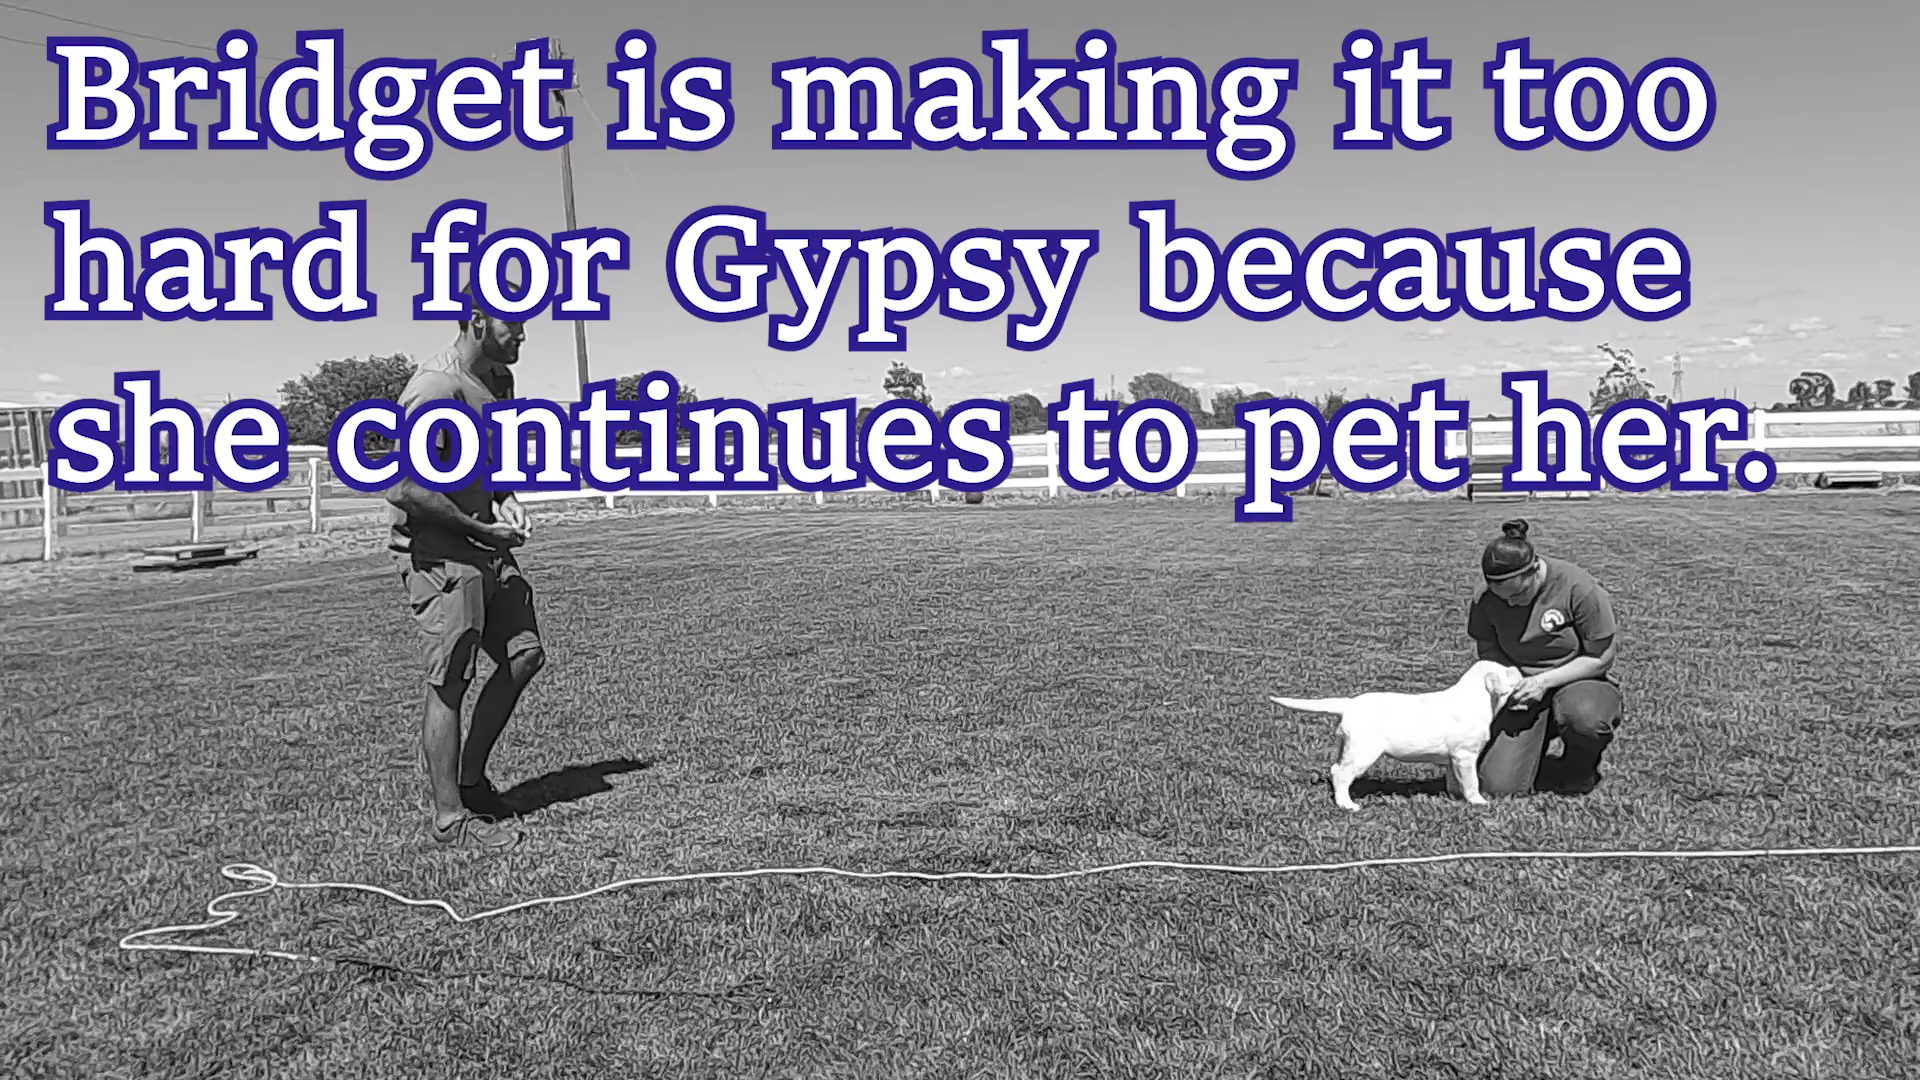 Bridget is making it too
hard for Gypsy because
she continues to pet her.